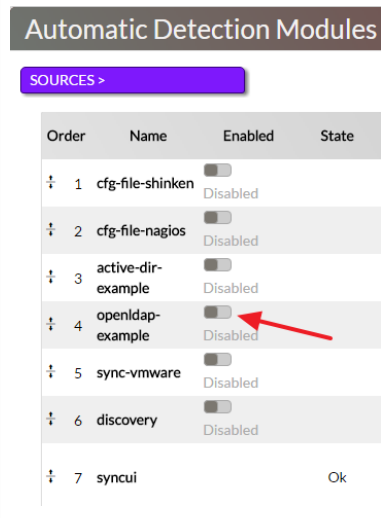 Automatic Detection Modules
SOURCES >
Order Name Enabled State
1 cfg-file-shinken Disabled
2 cfg-file-nagios Disabled
3 active-dir-example Disabled
4 openldap-example Disabled
5 sync-vmware Disabled
6 discovery Disabled
7 syncui Ok